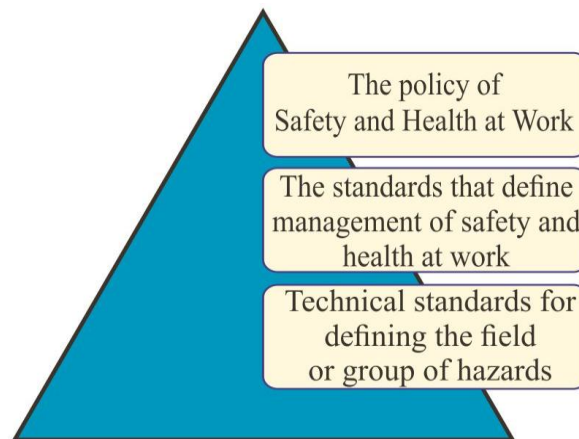 The policy of
Safety and Health at Work
The standards that define
management of safety and
health at work
Technical standards for
defining the field
or group of hazards